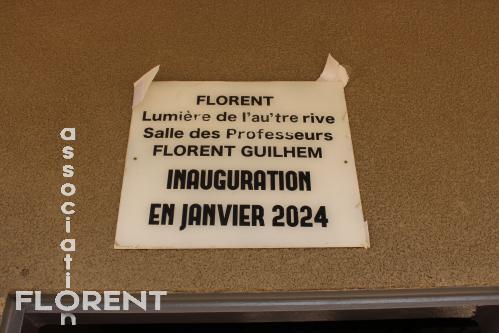 FLORENT
Lumière de l'au'tre rive
Salle des Professeurs
FLORENT GUILHEM
INAUGURATION
EN JANVIER 2024
association
FLORENT